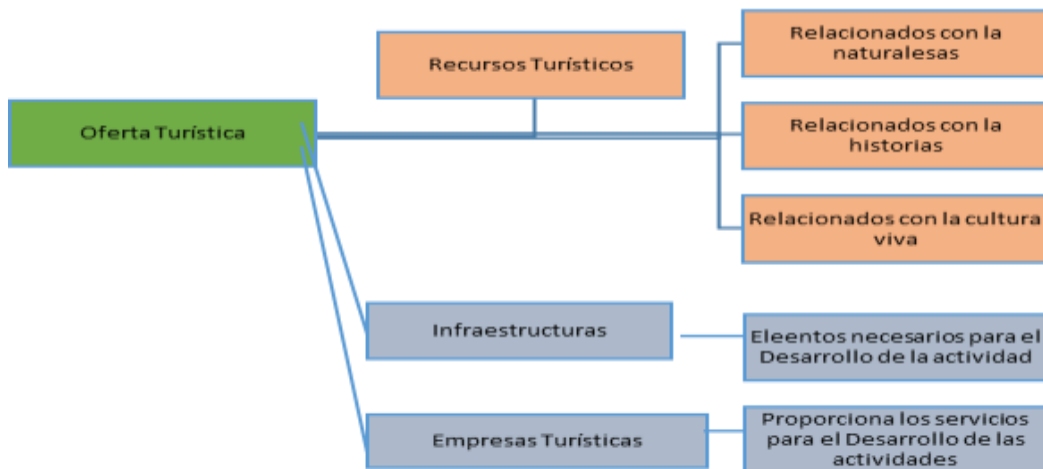 Oferta Turística
Recursos Turísticos
Relacionados con la
naturalesas
Relacionados con la
historias
Relacionados con la cultura
viva
Infraestructuras
Eleentos necesarios para el
Desarrollo de la actividad
Empresas Turísticas
Proporciona los servicios
para el Desarrollo de las
actividades